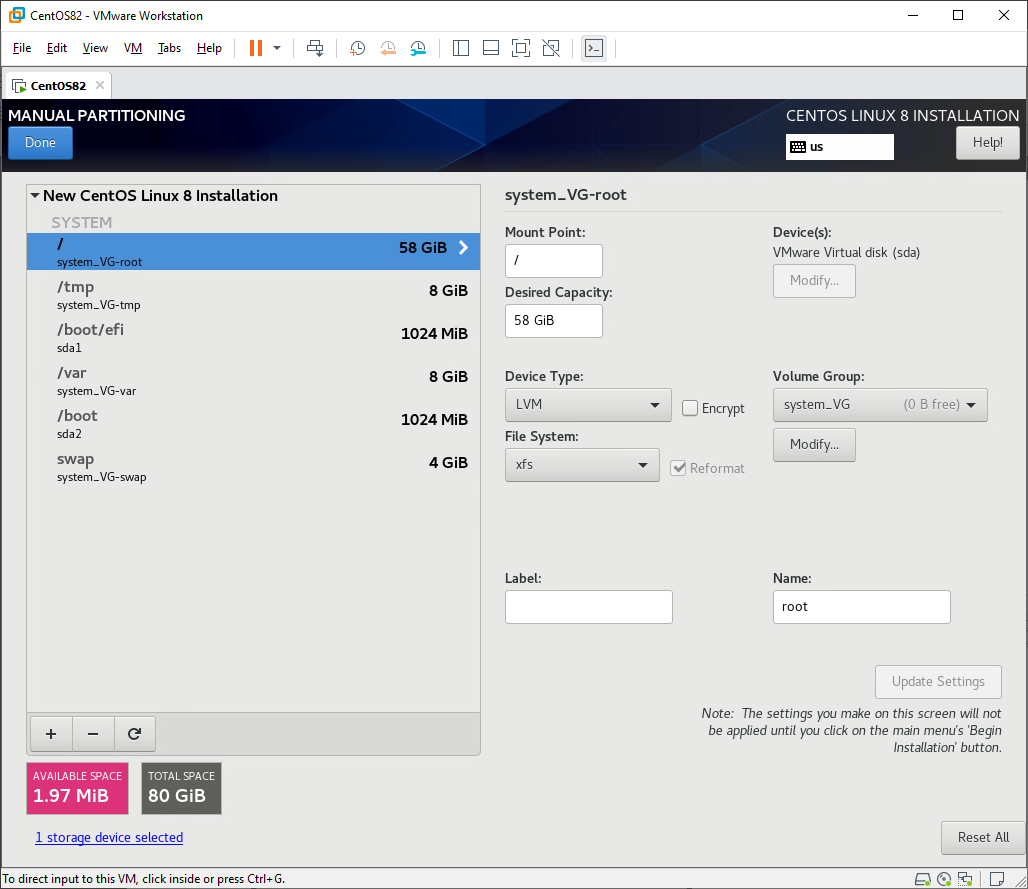 CentOS82 - VMware Workstation
File Edit View VM Tabs Help
CentOS82
MANUAL PARTITIONING
CENTOS LINUX 8 INSTALLATION
Done
us
Help!
New CentOS Linux 8 Installation
SYSTEM
/ 58 GiB
system_VG-root
/tmp 8 GiB
system_VG-tmp
/boot/efi 1024 MiB
sda1
/var 8 GiB
system_VG-var
/boot 1024 MiB
sda2
swap 4 GiB
system_VG-swap
+ −
AVAILABLE SPACE
1.97 MiB
TOTAL SPACE
80 GiB
1 storage device selected
system_VG-root
Mount Point:
/
Desired Capacity:
58 GiB
Device(s):
VMware Virtual disk (sda)
Modify...
Device Type:
LVM
Encrypt
Volume Group:
system_VG (0 B free)
Modify...
File System:
xfs
Reformat
Label:
Name:
root
Update Settings
Note: The settings you make on this screen will not
be applied until you click on the main menu's 'Begin
Installation' button.
Reset All
To direct input to this VM, click inside or press Ctrl+G.